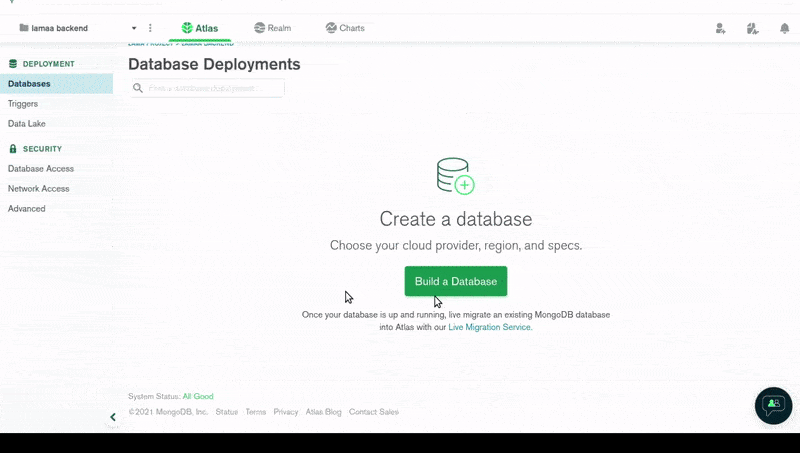 lamaa backend
Atlas
Realm
Charts
LAMA PROJECT > LAMAA BACKEND
DEPLOYMENT
Databases
Triggers
Data Lake
SECURITY
Database Access
Network Access
Advanced
Database Deployments
Find a database deployment...
Create a database
Choose your cloud provider, region, and specs.
Build a Database
Once your database is up and running, live migrate an existing MongoDB database
into Atlas with our Live Migration Service.
System Status: All Good
©2021 MongoDB, Inc. Status Terms Privacy Atlas Blog Contact Sales